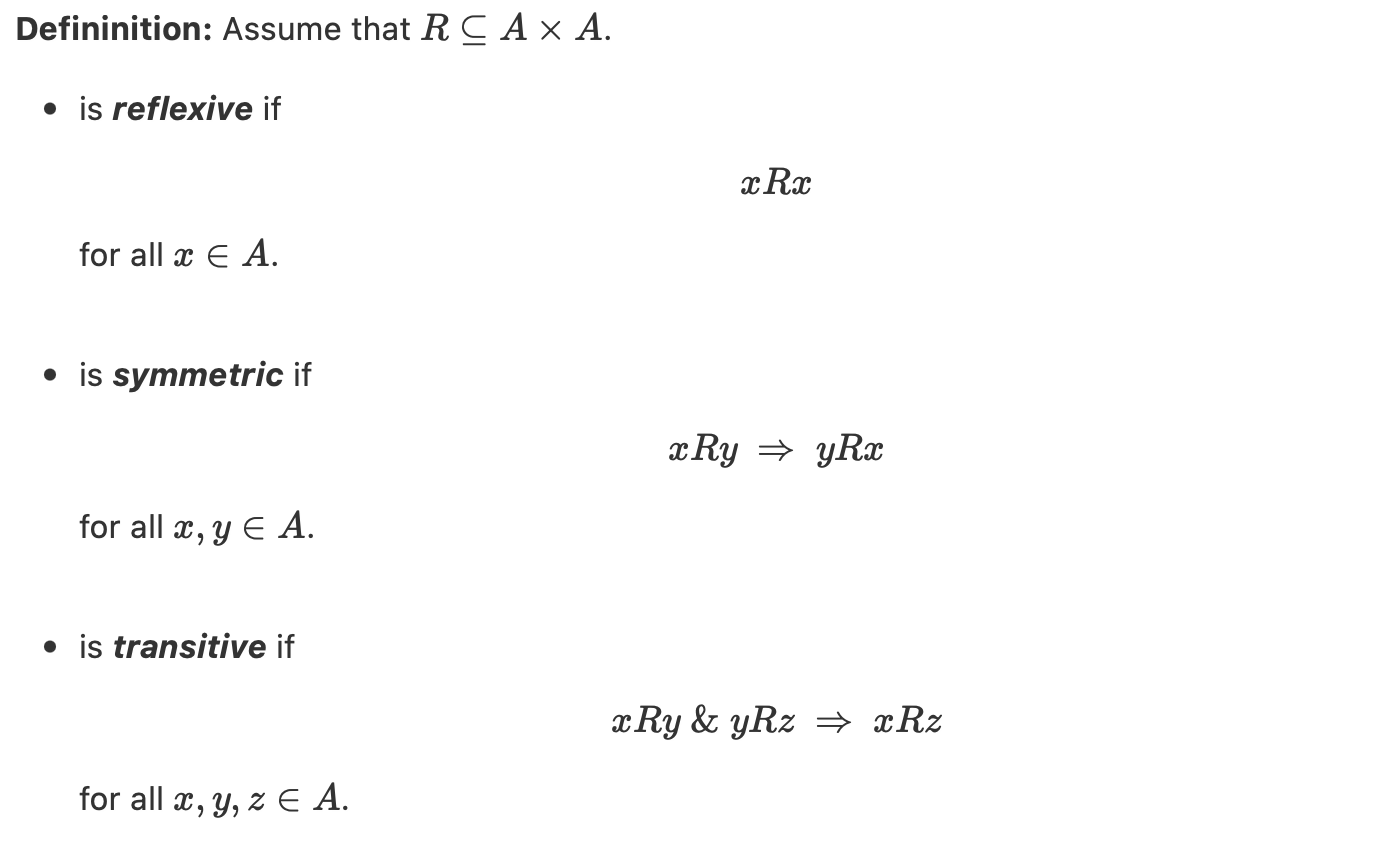 Defininition: Assume that R ⊆ A × A.
• is reflexive if
xRx
for all x ∈ A.
• is symmetric if
xRy ⇒ yRx
for all x, y ∈ A.
• is transitive if
xRy & yRz ⇒ xRz
for all x, y, z ∈ A.